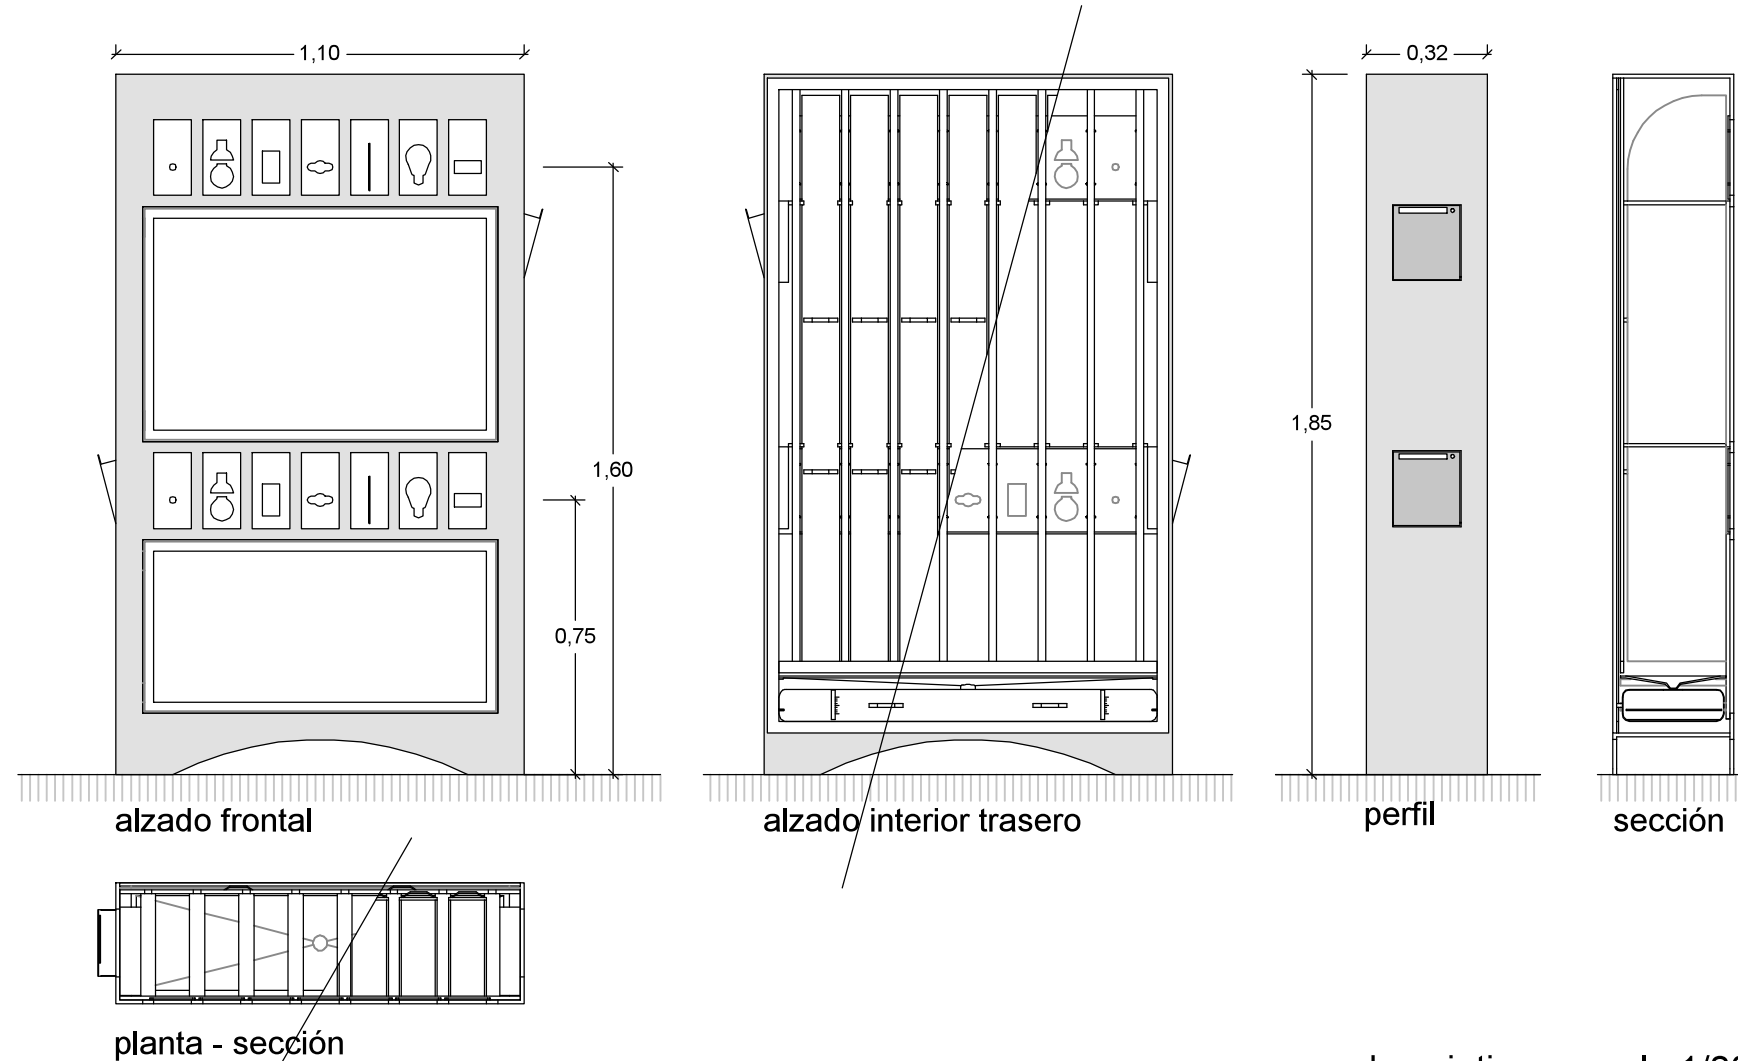 1,10
0,32
1,85
1,60
0,75
alzado frontal
alzado interior trasero
perfil
sección
planta - sección